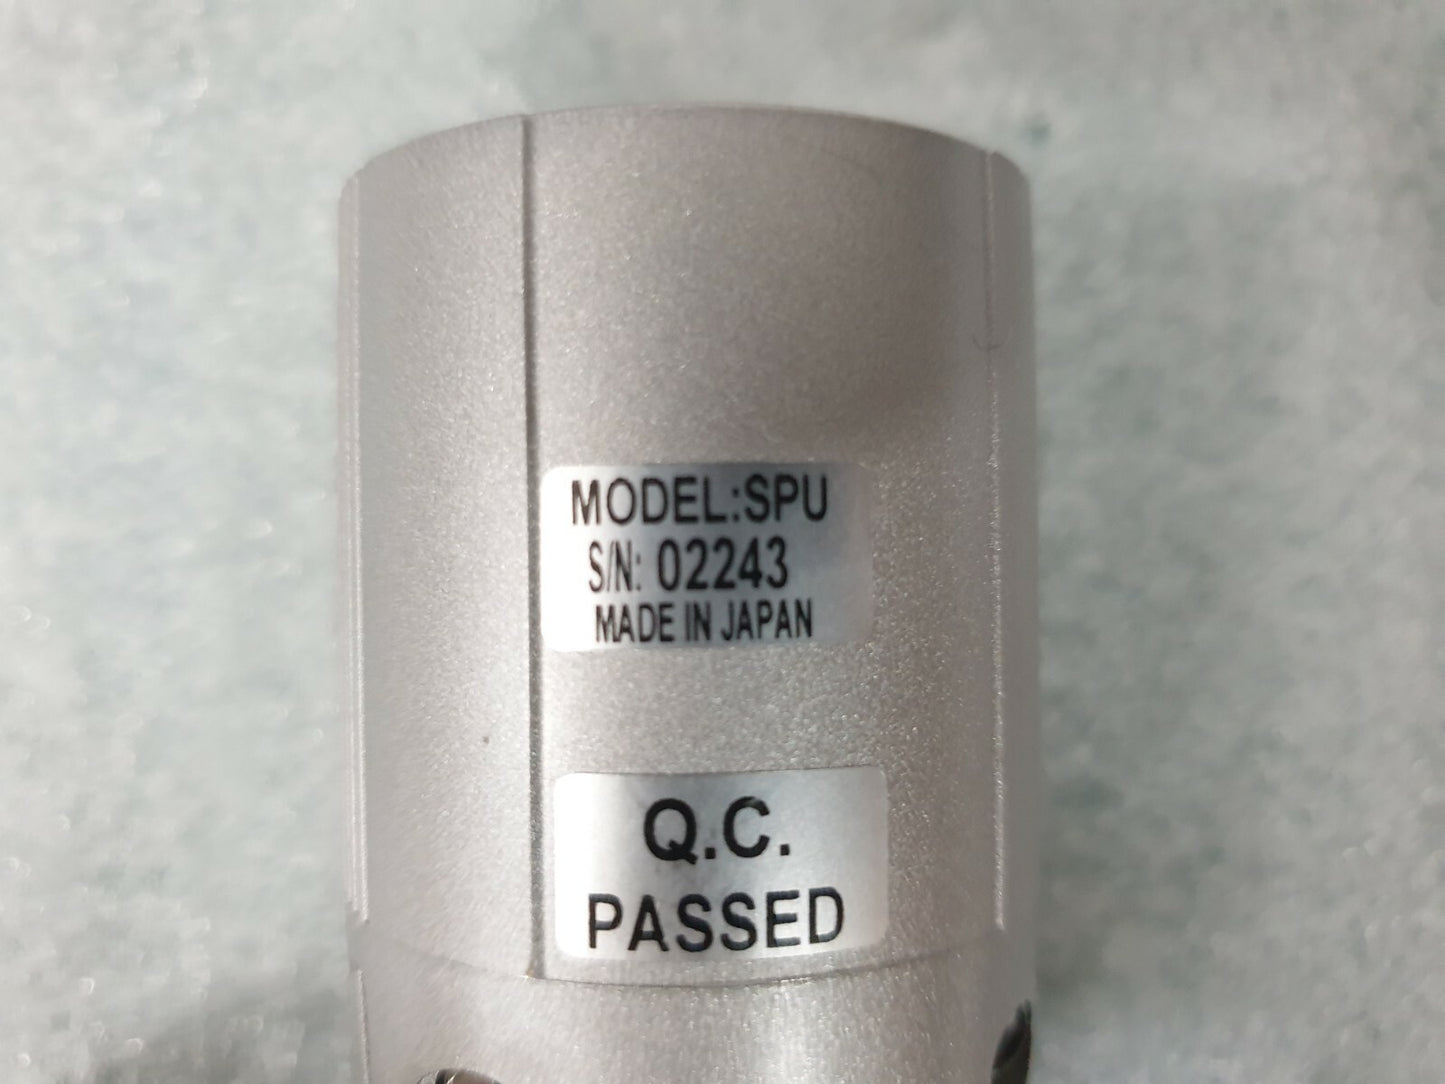 MODEL:SPU
S/N: 02243
MADE IN JAPAN
Q.C.
PASSED